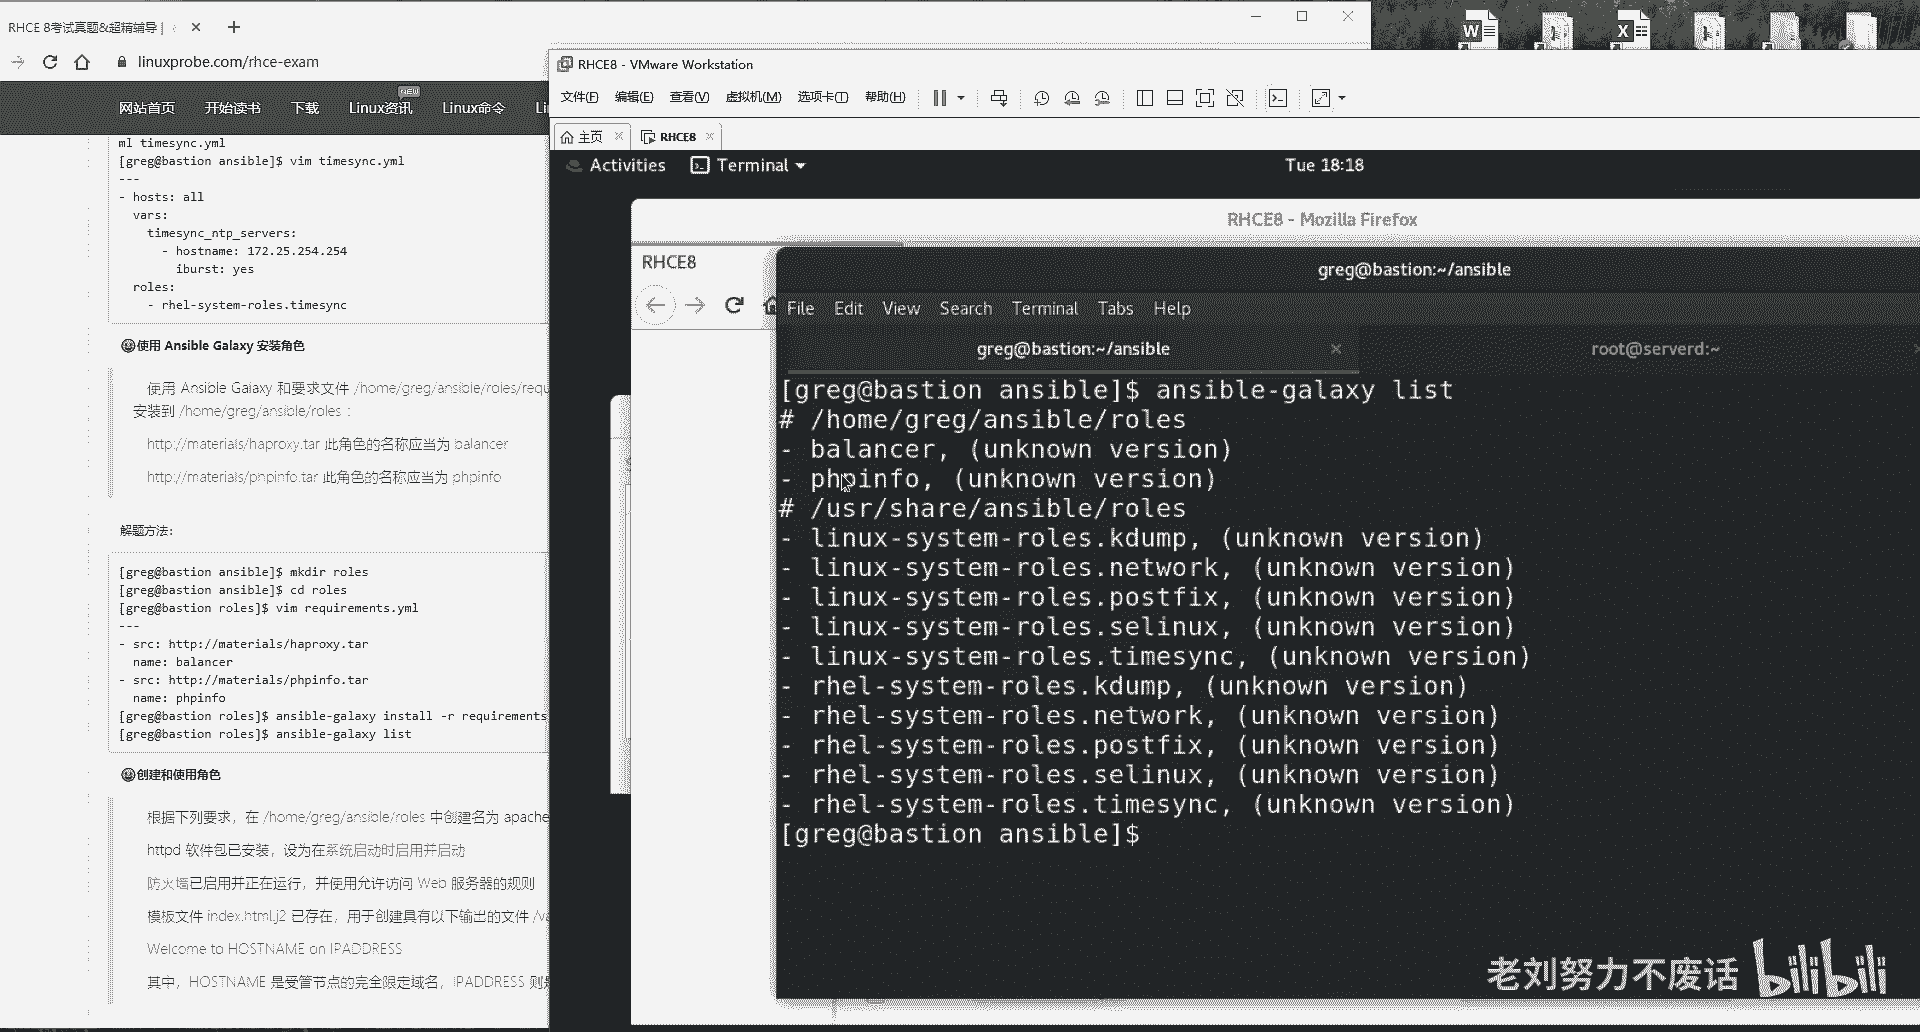 RHCE 8考试真题&超精辅导 |
linuxprobe.com/rhce-exam
网站首页 开始读书 下载 Linux资讯 NEW Linux命令 Li
ml timesync.yml
[greg@bastion ansible]$ vim timesync.yml
---
- hosts: all
vars:
timesync_ntp_servers:
- hostname: 172.25.254.254
iburst: yes
roles:
- rhel-system-roles.timesync
使用 Ansible Galaxy 安装角色
使用 Ansible Galaxy 和要求文件 /home/greg/ansible/roles/requ
安装到 /home/greg/ansible/roles：
http://materials/haproxy.tar 此角色的名称应当为 balancer
http://materials/phpinfo.tar 此角色的名称应当为 phpinfo
解题方法:
[greg@bastion ansible]$ mkdir roles
[greg@bastion ansible]$ cd roles
[greg@bastion roles]$ vim requirements.yml
---
- src: http://materials/haproxy.tar
name: balancer
- src: http://materials/phpinfo.tar
name: phpinfo
[greg@bastion roles]$ ansible-galaxy install -r requirements
[greg@bastion roles]$ ansible-galaxy list
创建和使用角色
根据下列要求，在 /home/greg/ansible/roles 中创建名为 apache
httpd 软件包已安装，设为在系统启动时启用并启动
防火墙已启用并正在运行，并使用允许访问 Web 服务器的规则
模板文件 index.html.j2 已存在，用于创建具有以下输出的文件 /va
Welcome to HOSTNAME on IPADDRESS
其中，HOSTNAME 是受管节点的完全限定域名，IPADDRESS 则是
RHCE8 - VMware Workstation
文件(F) 编辑(E) 查看(V) 虚拟机(M) 选项卡(T) 帮助(H)
主页 RHCE8
Activities Terminal Tue 18:18
RHCE8 - Mozilla Firefox
RHCE8
greg@bastion:~/ansible
File Edit View Search Terminal Tabs Help
greg@bastion:~/ansible root@serverd:~
[greg@bastion ansible]$ ansible-galaxy list
# /home/greg/ansible/roles
- balancer, (unknown version)
- phpinfo, (unknown version)
# /usr/share/ansible/roles
- linux-system-roles.kdump, (unknown version)
- linux-system-roles.network, (unknown version)
- linux-system-roles.postfix, (unknown version)
- linux-system-roles.selinux, (unknown version)
- linux-system-roles.timesync, (unknown version)
- rhel-system-roles.kdump, (unknown version)
- rhel-system-roles.network, (unknown version)
- rhel-system-roles.postfix, (unknown version)
- rhel-system-roles.selinux, (unknown version)
- rhel-system-roles.timesync, (unknown version)
[greg@bastion ansible]$
老刘努力不废话 bilibili